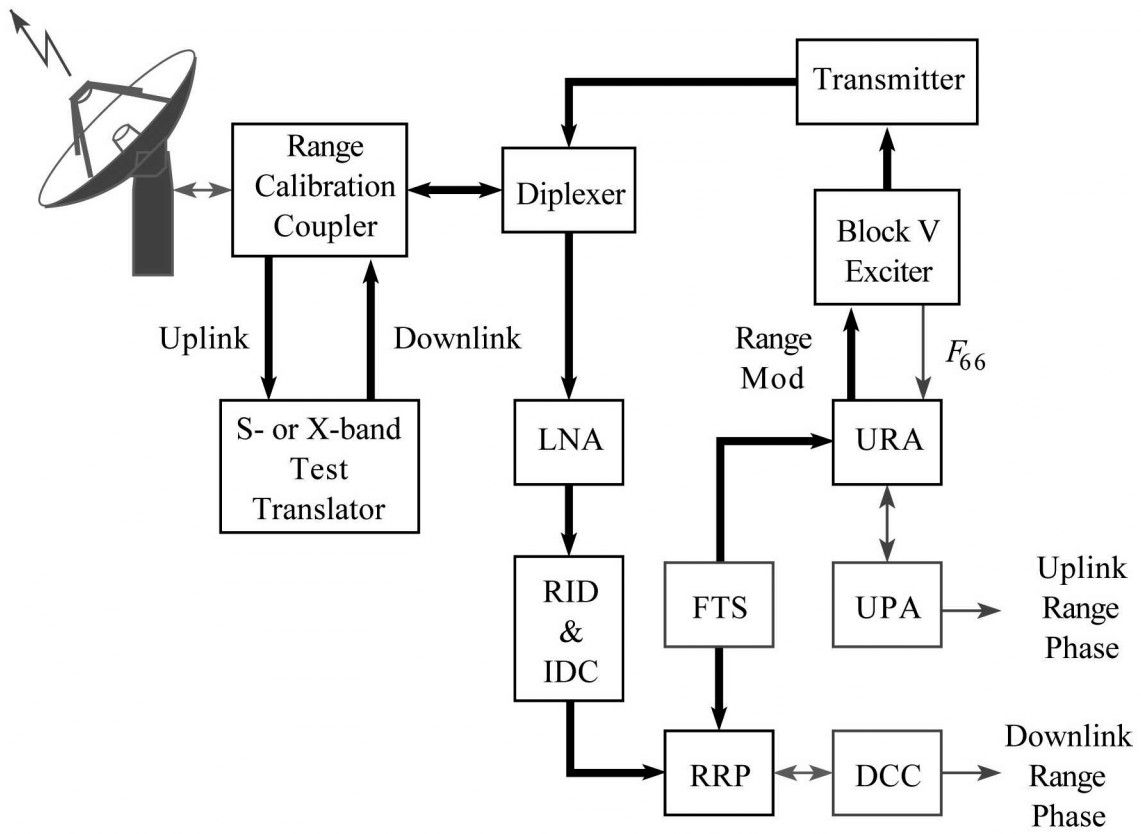 Transmitter
Range
Calibration
Coupler
Diplexer
Block V
Exciter
Uplink
Downlink
Range
Mod
F66
S- or X-band
Test
Translator
LNA
URA
RID
&
IDC
FTS
UPA
Uplink
Range
Phase
RRP
DCC
Downlink
Range
Phase